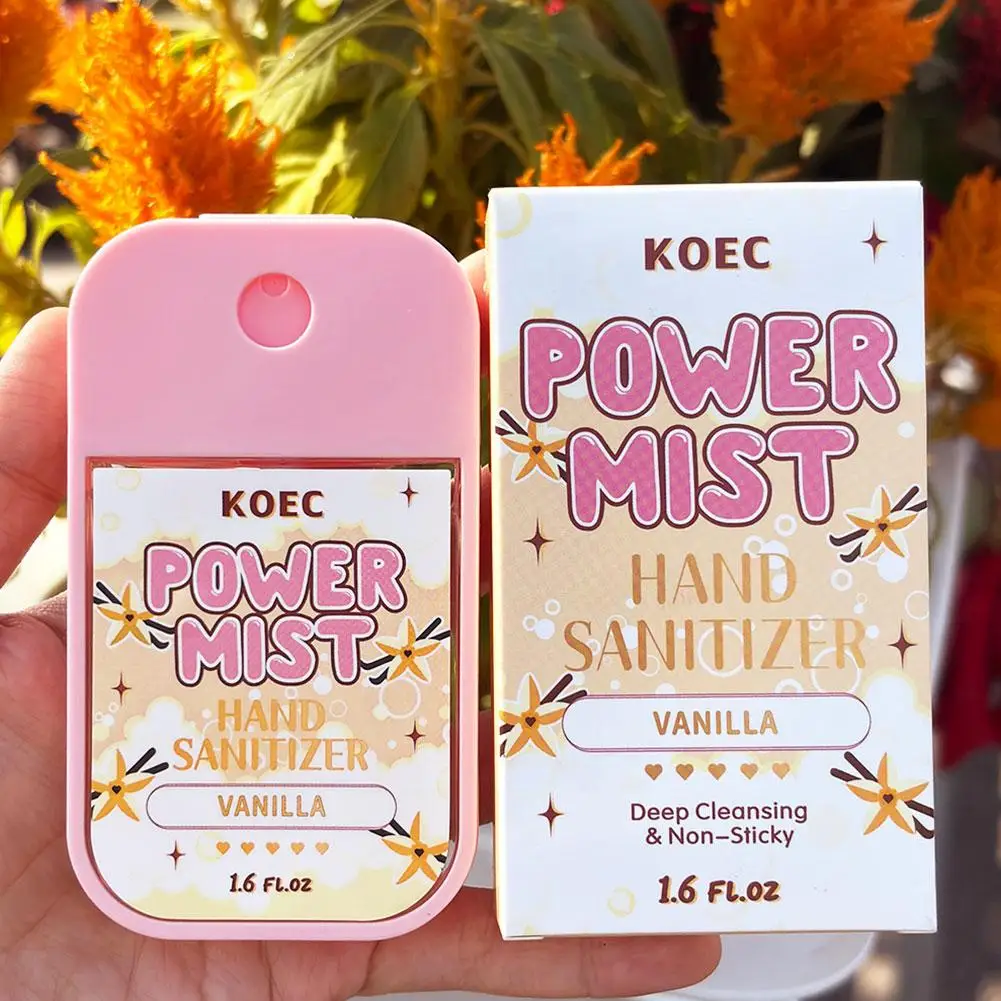 KOEC
POWER
MIST
HAND
SANITIZER
VANILLA
1.6 FL.OZ
KOEC
POWER
MIST
HAND
SANITIZER
VANILLA
Deep Cleansing
& Non-Sticky
1.6 FL.OZ